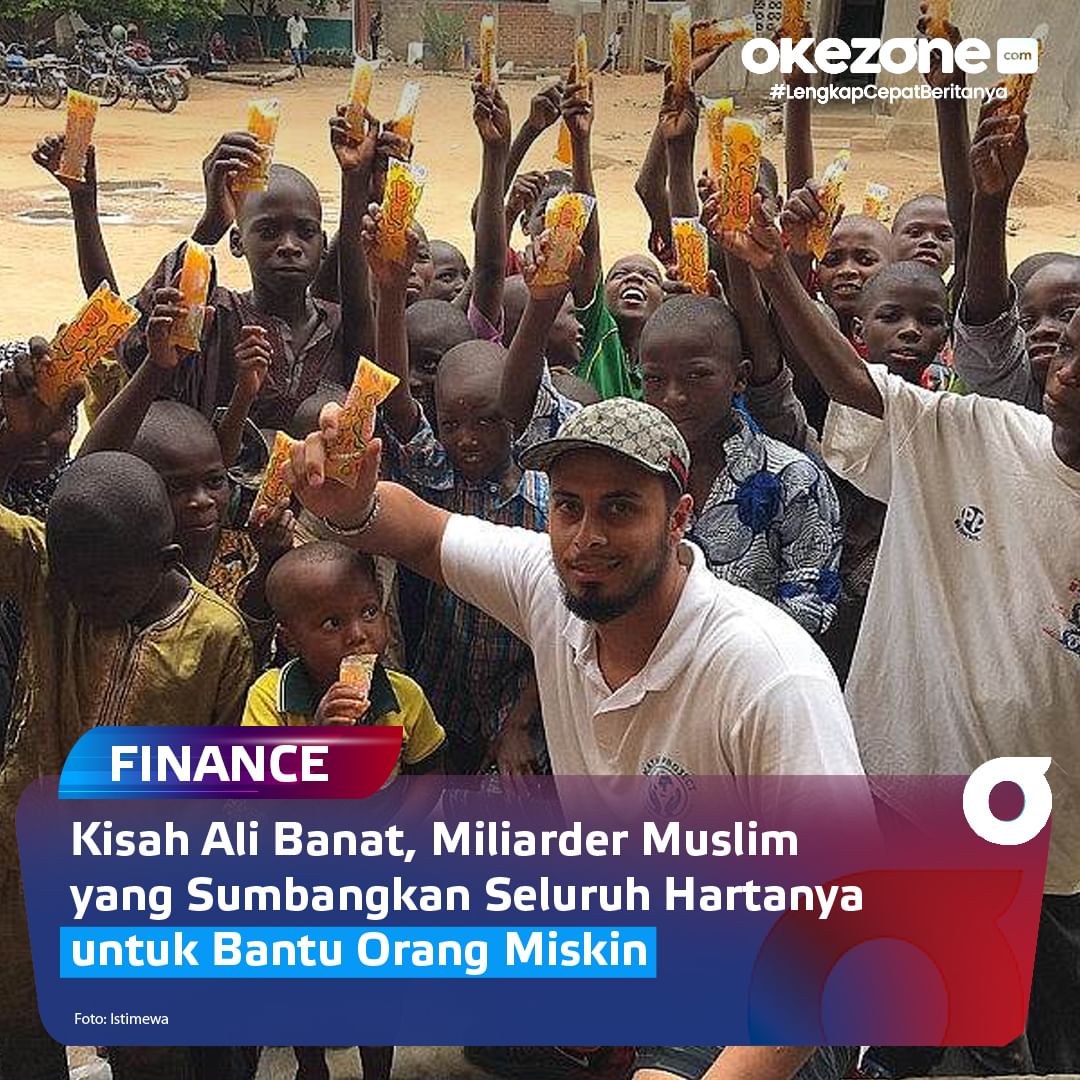 okezone com
#LengkapCepatBeritanya
FINANCE
Kisah Ali Banat, Miliarder Muslim
yang Sumbangkan Seluruh Hartanya
untuk Bantu Orang Miskin
Foto: Istimewa